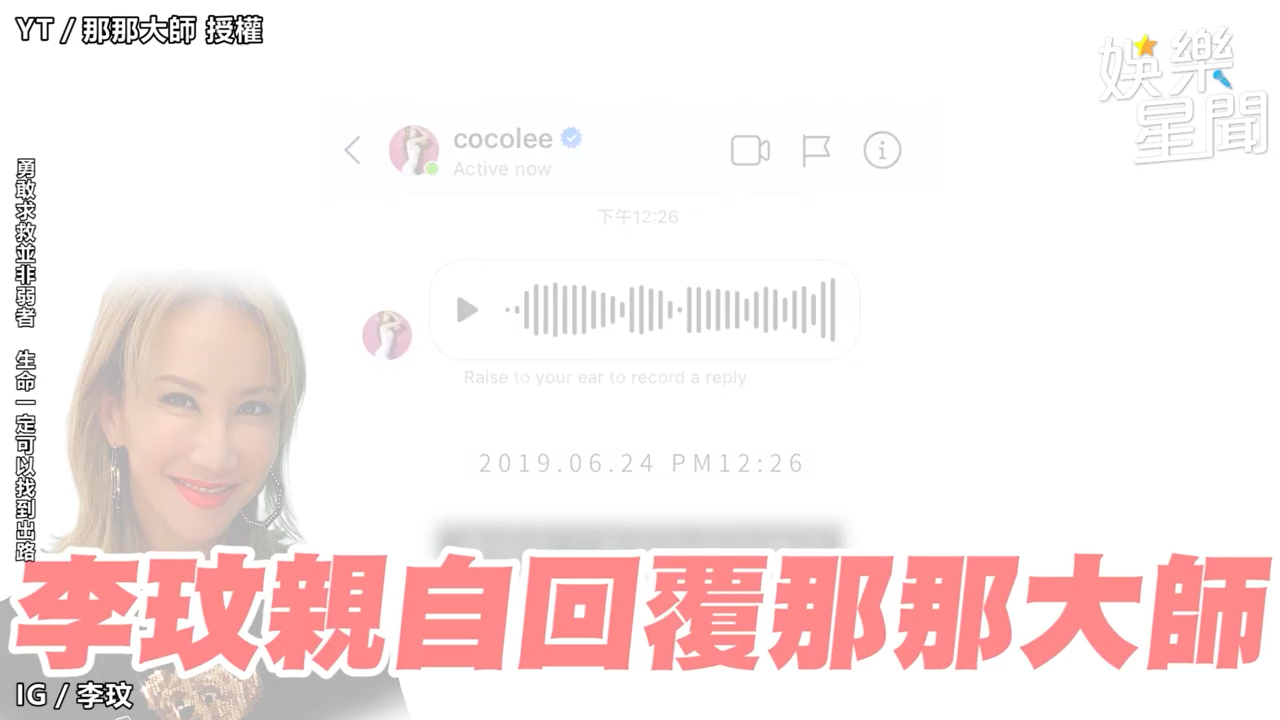 YT / 那那大師 授權
娛樂
星聞
cocolee
Active now
下午12:26
Raise to your ear to record a reply
2019.06.24 PM12:26
勇敢求救並非弱者 生命一定可以找到出路
李玟親自回覆那那大師
IG / 李玟